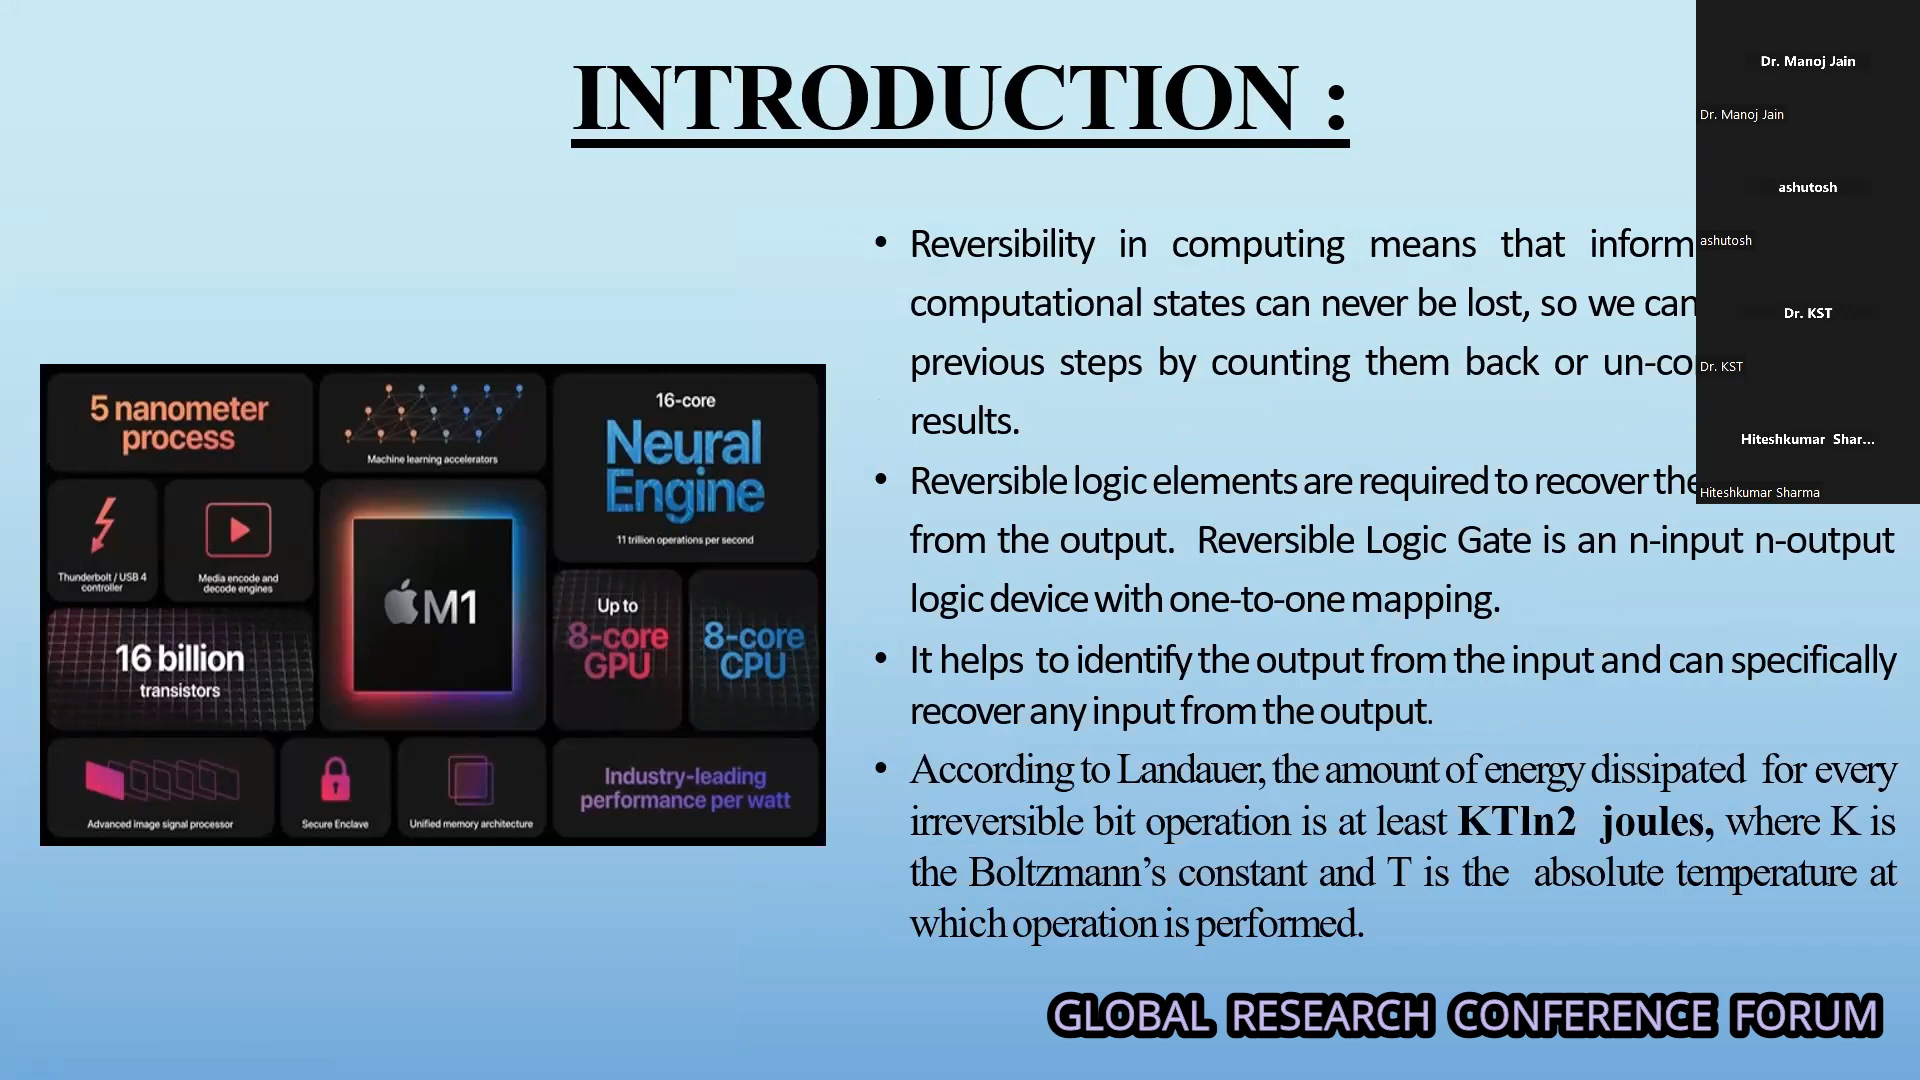 INTRODUCTION :
• Reversibility in computing means that inform
computational states can never be lost, so we can
previous steps by counting them back or un-co
results.
• Reversible logic elements are required to recover the
from the output. Reversible Logic Gate is an n-input n-output
logic device with one-to-one mapping.
• It helps to identify the output from the input and can specifically
recover any input from the output.
• According to Landauer, the amount of energy dissipated for every
irreversible bit operation is at least KTln2 joules, where K is
the Boltzmann’s constant and T is the absolute temperature at
which operation is performed.
5 nanometer
process
Machine learning accelerators
16-core
Neural
Engine
11 trillion operations per second
Thunderbolt / USB 4
controller
Media encode and
decode engines
M1
Up to
8-core
GPU
8-core
CPU
16 billion
transistors
Advanced image signal processor
Secure Enclave
Unified memory architecture
Industry-leading
performance per watt
Dr. Manoj Jain
Dr. Manoj Jain
ashutosh
ashutosh
Dr. KST
Dr. KST
Hiteshkumar Shar...
Hiteshkumar Sharma
GLOBAL RESEARCH CONFERENCE FORUM